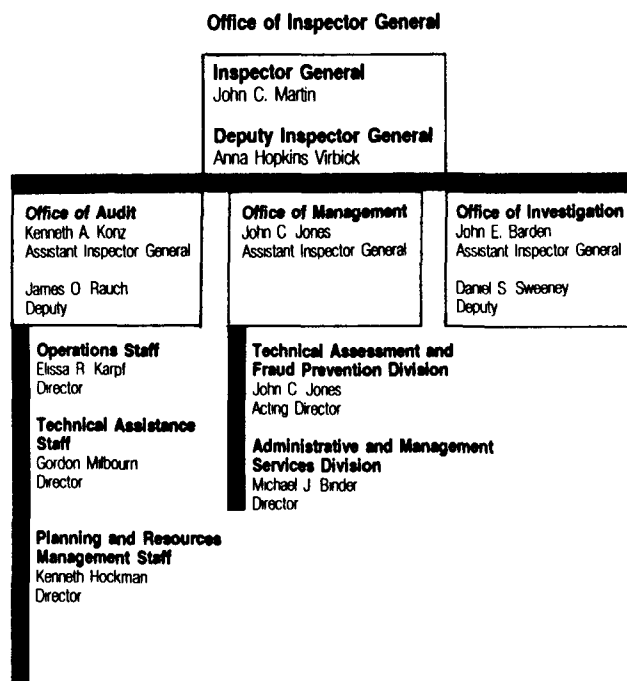 Office of Inspector General
Inspector General
John C. Martin
Deputy Inspector General
Anna Hopkins Virbick
Office of Audit
Kenneth A. Konz
Assistant Inspector General
James O Rauch
Deputy
Office of Management
John C Jones
Assistant Inspector General
Office of Investigation
John E. Barden
Assistant Inspector General
Daniel S Sweeney
Deputy
Operations Staff
Elissa R Karpf
Director
Technical Assistance
Staff
Gordon Milbourn
Director
Planning and Resources
Management Staff
Kenneth Hockman
Director
Technical Assessment and
Fraud Prevention Division
John C Jones
Acting Director
Administrative and Management
Services Division
Michael J Binder
Director